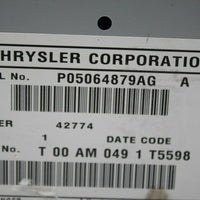 HRYSLER CORPORATION
L No. P05064879AG A
ER 42774
1 DATE CODE
No. T 00 AM 049 1 T5598